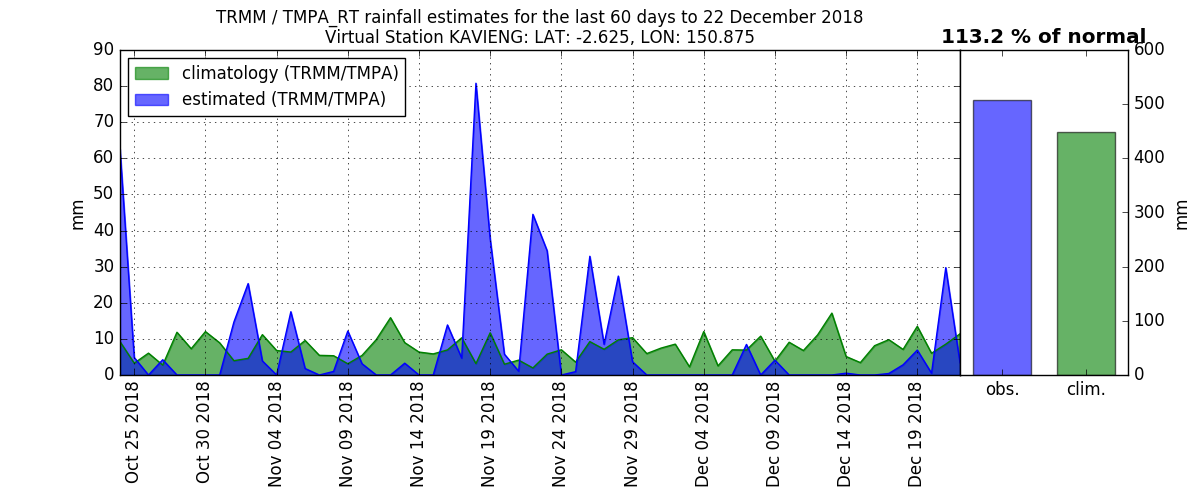 TRMM / TMPA_RT rainfall estimates for the last 60 days to 22 December 2018
Virtual Station KAVIENG: LAT: -2.625, LON: 150.875
113.2 % of normal
climatology (TRMM/TMPA)
estimated (TRMM/TMPA)
90
80
70
60
50
40
30
20
10
0
mm
Oct 25 2018
Oct 30 2018
Nov 04 2018
Nov 09 2018
Nov 14 2018
Nov 19 2018
Nov 24 2018
Nov 29 2018
Dec 04 2018
Dec 09 2018
Dec 14 2018
Dec 19 2018
600
500
400
300
200
100
0
mm
obs.
clim.